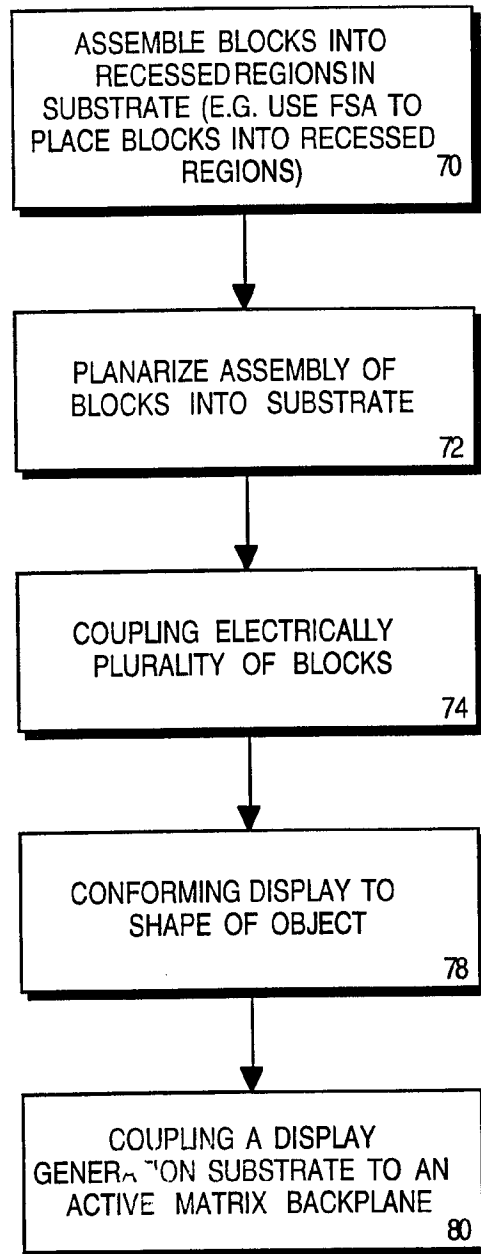 ASSEMBLE BLOCKS INTO
RECESSED REGIONS IN
SUBSTRATE (E.G. USE FSA TO
PLACE BLOCKS INTO RECESSED
REGIONS)
70
PLANARIZE ASSEMBLY OF
BLOCKS INTO SUBSTRATE
72
COUPLING ELECTRICALLY
PLURALITY OF BLOCKS
74
CONFORMING DISPLAY TO
SHAPE OF OBJECT
78
COUPLING A DISPLAY
GENERATION SUBSTRATE TO AN
ACTIVE MATRIX BACKPLANE
80